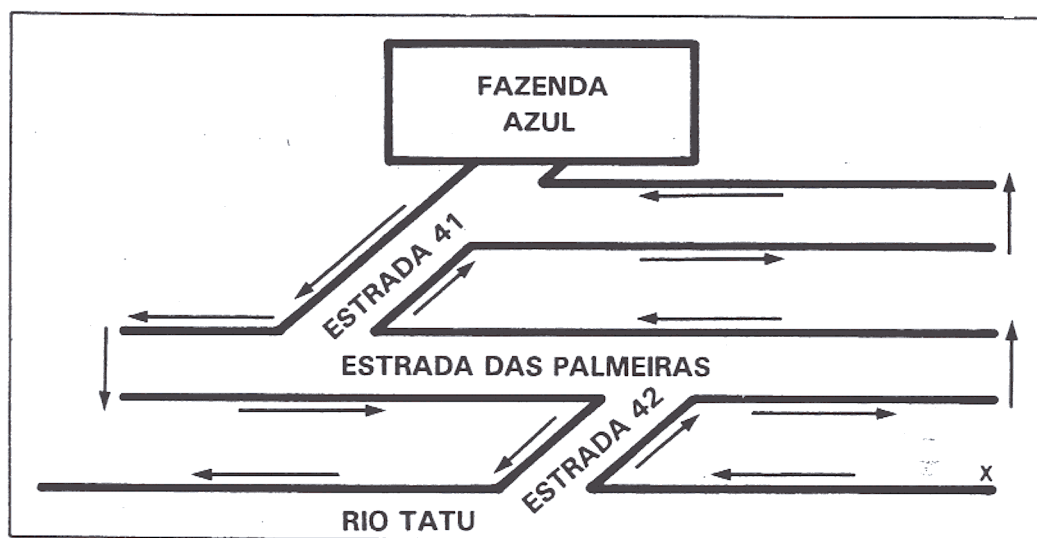 FAZENDA
AZUL
ESTRADA 41
ESTRADA DAS PALMEIRAS
ESTRADA 42
X
RIO TATU